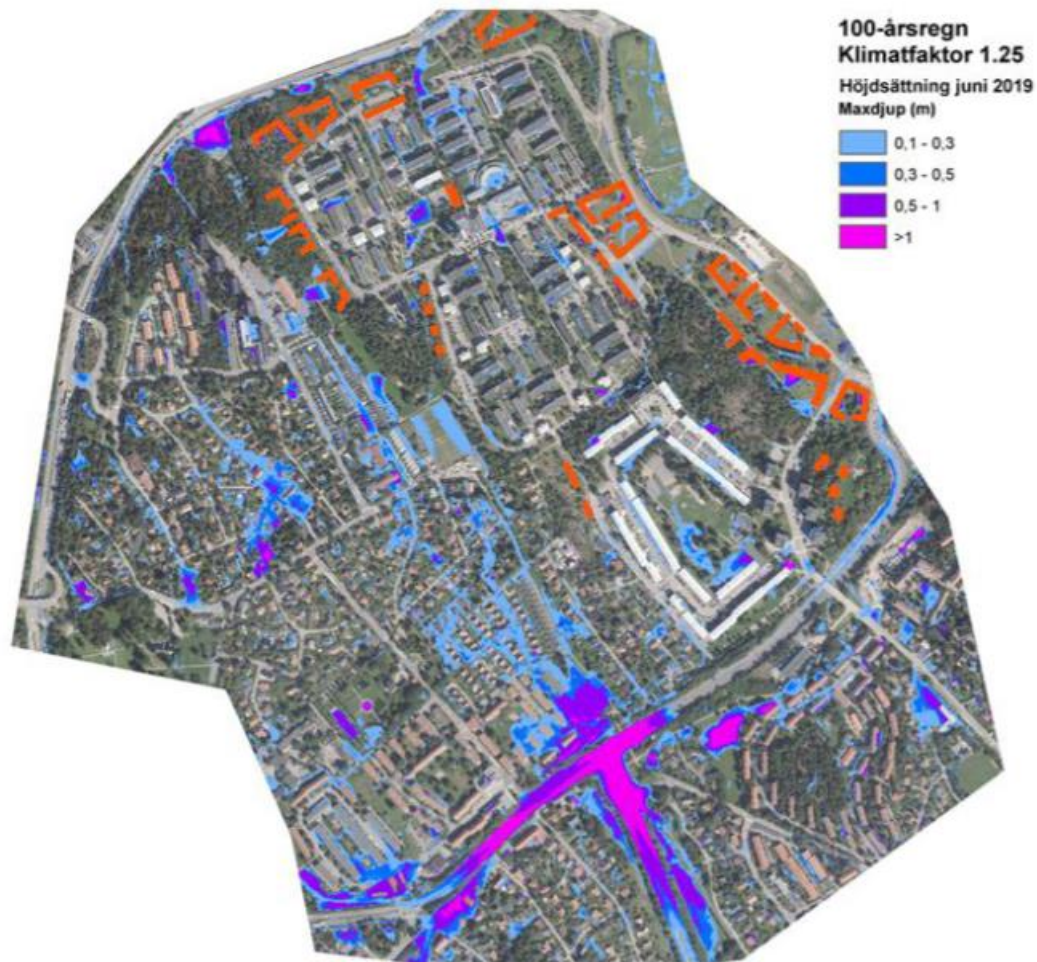 100-årsregn
Klimatfaktor 1.25
Höjdsättning juni 2019
Maxdjup (m)
0,1 - 0,3
0,3 - 0,5
0,5 - 1
>1